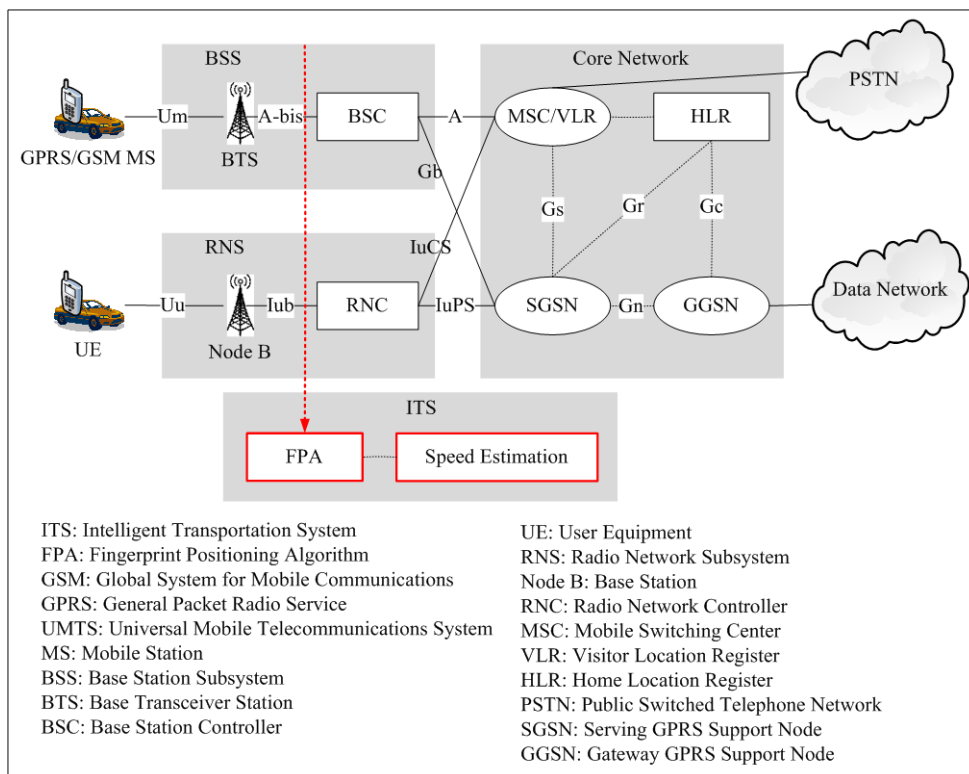 BSS
Core Network
PSTN
Um
A-bis
BSC
A
MSC/VLR
HLR
GPRS/GSM MS
BTS
Gb
Gs
Gr
Gc
RNS
IuCS
Uu
Iub
RNC
IuPS
SGSN
Gn
GGSN
Data Network
UE
Node B
ITS
FPA
Speed Estimation
ITS: Intelligent Transportation System
FPA: Fingerprint Positioning Algorithm
GSM: Global System for Mobile Communications
GPRS: General Packet Radio Service
UMTS: Universal Mobile Telecommunications System
MS: Mobile Station
BSS: Base Station Subsystem
BTS: Base Transceiver Station
BSC: Base Station Controller
UE: User Equipment
RNS: Radio Network Subsystem
Node B: Base Station
RNC: Radio Network Controller
MSC: Mobile Switching Center
VLR: Visitor Location Register
HLR: Home Location Register
PSTN: Public Switched Telephone Network
SGSN: Serving GPRS Support Node
GGSN: Gateway GPRS Support Node